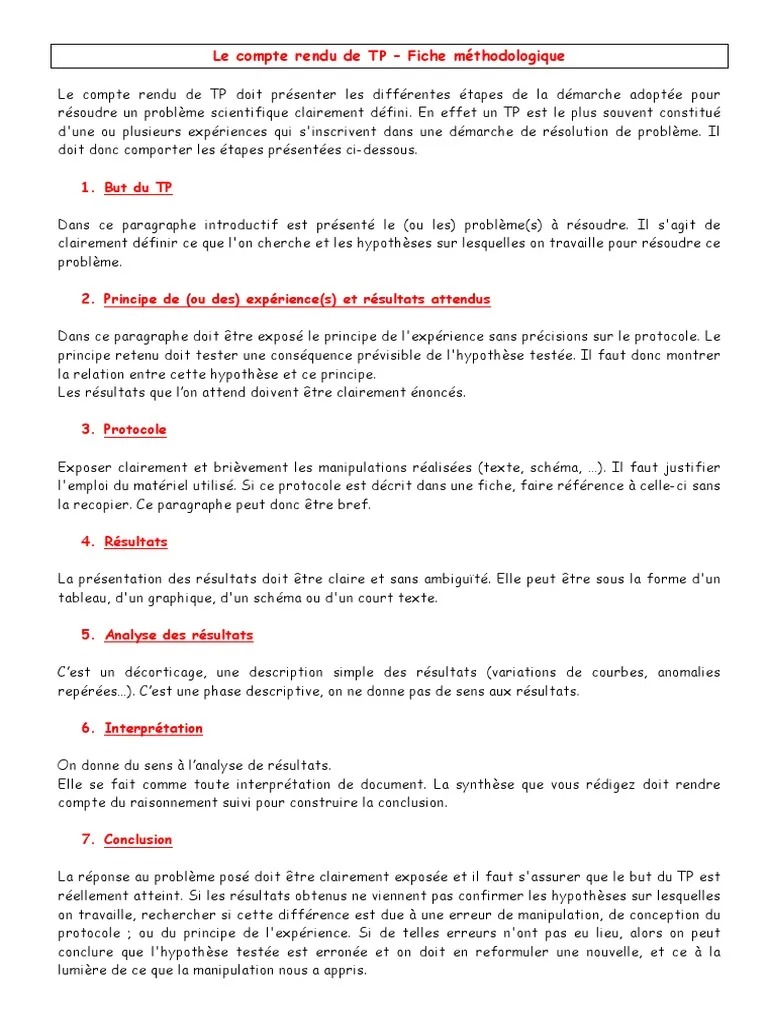 Le compte rendu de TP – Fiche méthodologique
Le compte rendu de TP doit présenter les différentes étapes de la démarche adoptée pour
résoudre un problème scientifique clairement défini. En effet un TP est le plus souvent constitué
d'une ou plusieurs expériences qui s'inscrivent dans une démarche de résolution de problème. Il
doit donc comporter les étapes présentées ci-dessous.
1. But du TP
Dans ce paragraphe introductif est présenté le (ou les) problème(s) à résoudre. Il s'agit de
clairement définir ce que l'on cherche et les hypothèses sur lesquelles on travaille pour résoudre ce
problème.
2. Principe de (ou des) expérience(s) et résultats attendus
Dans ce paragraphe doit être exposé le principe de l'expérience sans précisions sur le protocole. Le
principe retenu doit tester une conséquence prévisible de l'hypothèse testée. Il faut donc montrer
la relation entre cette hypothèse et ce principe.
Les résultats que l’on attend doivent être clairement énoncés.
3. Protocole
Exposer clairement et brièvement les manipulations réalisées (texte, schéma, …). Il faut justifier
l'emploi du matériel utilisé. Si ce protocole est décrit dans une fiche, faire référence à celle-ci sans
la recopier. Ce paragraphe peut donc être bref.
4. Résultats
La présentation des résultats doit être claire et sans ambiguïté. Elle peut être sous la forme d'un
tableau, d'un graphique, d'un schéma ou d'un court texte.
5. Analyse des résultats
C’est un décorticage, une description simple des résultats (variations de courbes, anomalies
repérées…). C’est une phase descriptive, on ne donne pas de sens aux résultats.
6. Interprétation
On donne du sens à l’analyse de résultats.
Elle se fait comme toute interprétation de document. La synthèse que vous rédigez doit rendre
compte du raisonnement suivi pour construire la conclusion.
7. Conclusion
La réponse au problème posé doit être clairement exposée et il faut s'assurer que le but du TP est
réellement atteint. Si les résultats obtenus ne viennent pas confirmer les hypothèses sur lesquelles
on travaille, rechercher si cette différence est due à une erreur de manipulation, de conception du
protocole ; ou du principe de l'expérience. Si de telles erreurs n'ont pas eu lieu, alors on peut
conclure que l'hypothèse testée est erronée et on doit en reformuler une nouvelle, et ce à la
lumière de ce que la manipulation nous a appris.